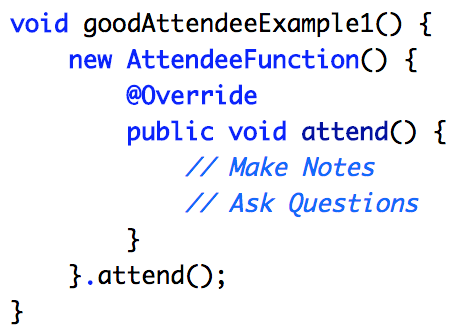 void goodAttendeeExample1() {
    new AttendeeFunction() {
        @Override
        public void attend() {
            // Make Notes
            // Ask Questions
        }
    }.attend();
}